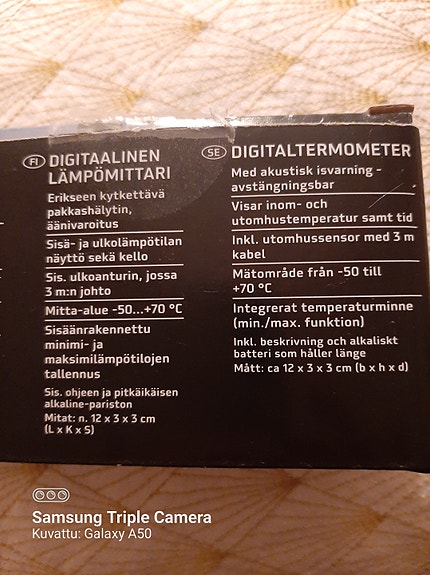 FI DIGITAALINEN
LÄMPÖMITTARI
Erikseen kytkettävä
pakkashälytin,
äänivaroitus
Sisä- ja ulkolämpötilan
näyttö sekä kello
Sis. ulkoanturin, jossa
3 m:n johto
Mitta-alue -50...+70 °C
Sisäänrakennettu
minimi- ja
maksimilämpötilojen
tallennus
Sis. ohjeen ja pitkäikäisen
alkaline-pariston
Mitat: n. 12 x 3 x 3 cm
(L x K x S)
SE DIGITALTERMOMETER
Med akustisk isvarning -
avstängningsbar
Visar inom- och
utomhustemperatur samt tid
Inkl. utomhussensor med 3 m
kabel
Mätområde från -50 till
+70 °C
Integrerat temperaturminne
(min./max. funktion)
Inkl. beskrivning och alkaliskt
batteri som håller länge
Mått: ca 12 x 3 x 3 cm (b x h x d)
Samsung Triple Camera
Kuvattu: Galaxy A50